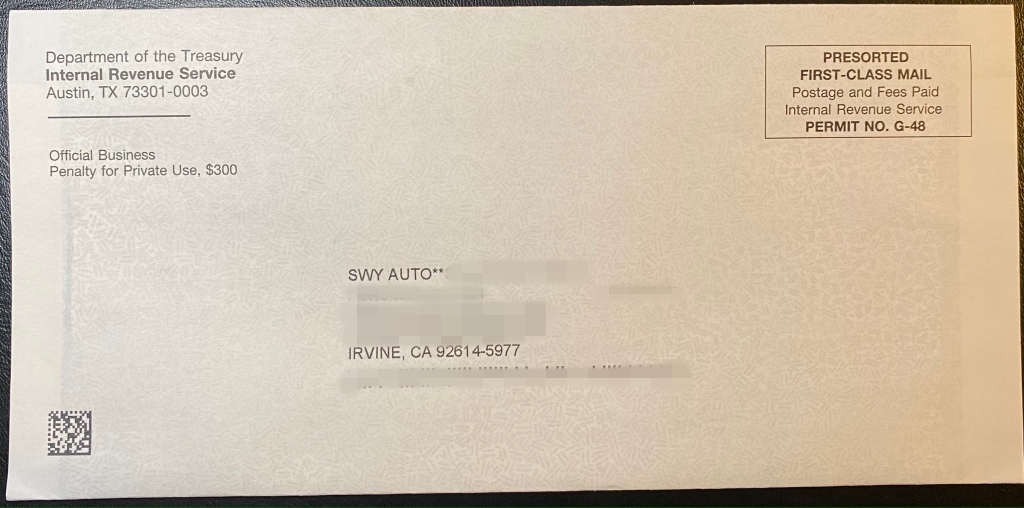 Department of the Treasury
Internal Revenue Service
Austin, TX 73301-0003
Official Business
Penalty for Private Use, $300
PRESORTED
FIRST-CLASS MAIL
Postage and Fees Paid
Internal Revenue Service
PERMIT NO. G-48
SWY AUTO**
IRVINE, CA 92614-5977